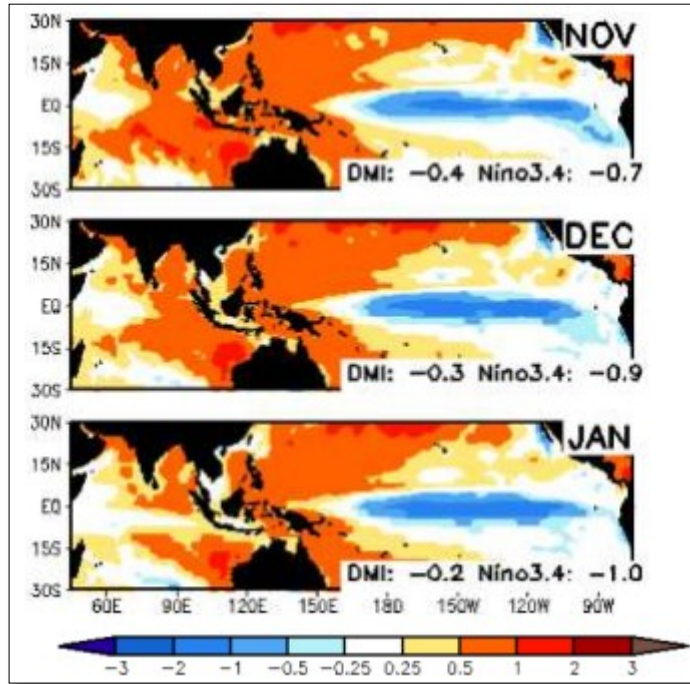 30N
NOV
15N
EQ
15S
DMI: −0.4 Nino3.4: −0.7
30S
30N
DEC
15N
EQ
15S
DMI: −0.3 Nino3.4: −0.9
30S
30N
JAN
15N
EQ
15S
DMI: −0.2 Nino3.4: −1.0
30S
60E 90E 120E 150E 180 150W 120W 90W
−3 −2 −1 −0.5 −0.25 0.25 0.5 1 2 3